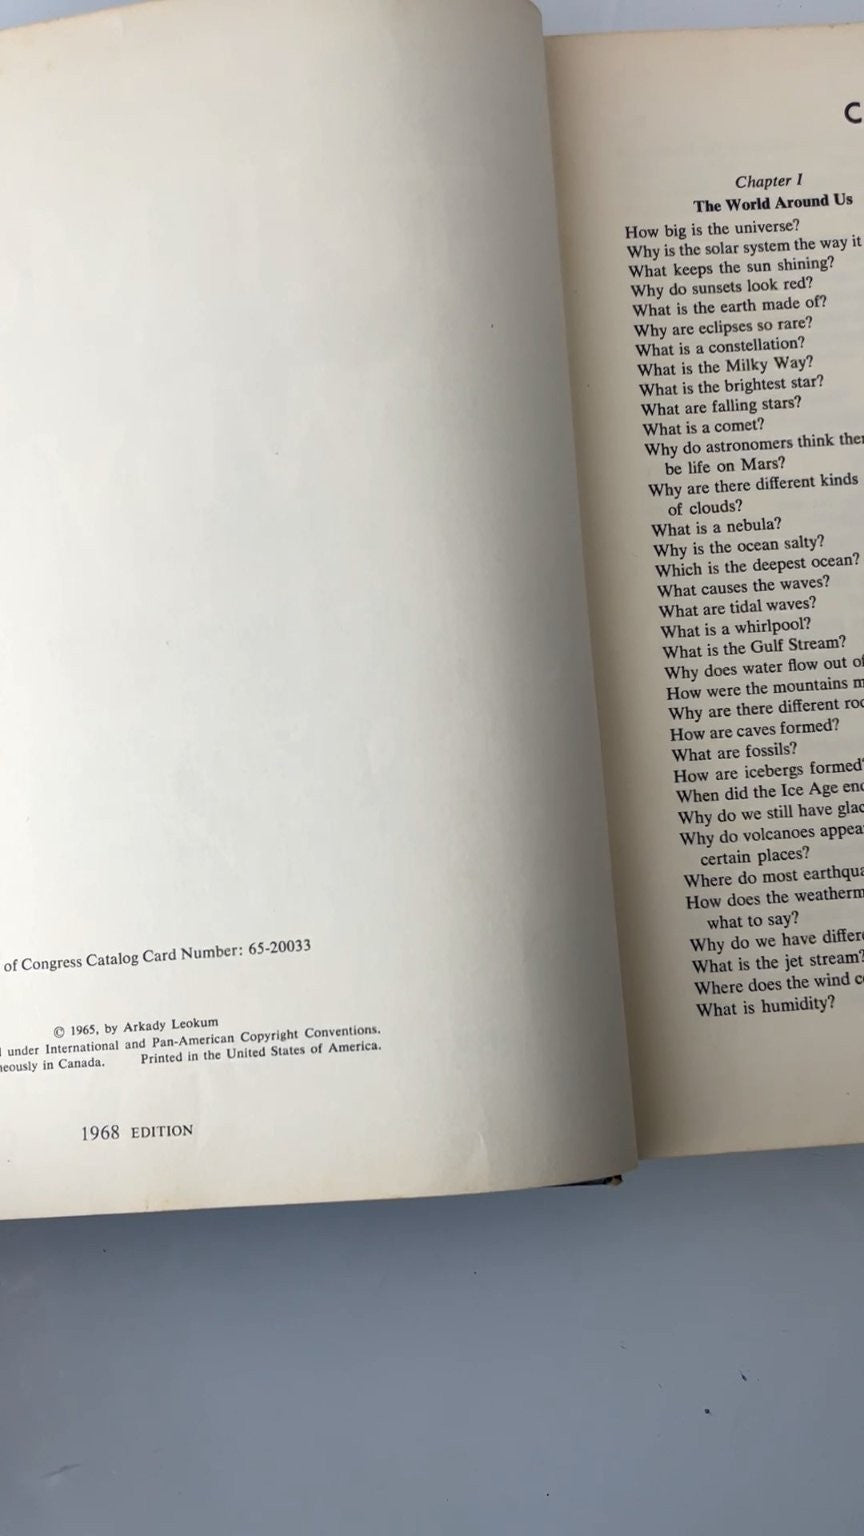 of Congress Catalog Card Number: 65-20033
© 1965, by Arkady Leokum
under International and Pan-American Copyright Conventions.
in Canada. Printed in the United States of America.
1968 EDITION
C
Chapter I
The World Around Us
How big is the universe?
Why is the solar system the way it
What keeps the sun shining?
Why do sunsets look red?
What is the earth made of?
Why are eclipses so rare?
What is a constellation?
What is the Milky Way?
What is the brightest star?
What are falling stars?
What is a comet?
Why do astronomers think
be life on Mars?
Why are there different kinds
of clouds?
What is a nebula?
Why is the ocean salty?
Which is the deepest ocean?
What causes the waves?
What are tidal waves?
What is a whirlpool?
What is the Gulf Stream?
Why does water flow out of
How were the mountains
Why are there different
How are caves formed?
What are fossils?
How are icebergs formed?
When did the Ice Age
Why do we still have
Why do volcanoes
certain places?
Where do most
How does the
what to say?
Why do we have
What is the jet stream?
Where does the wind
What is humidity?